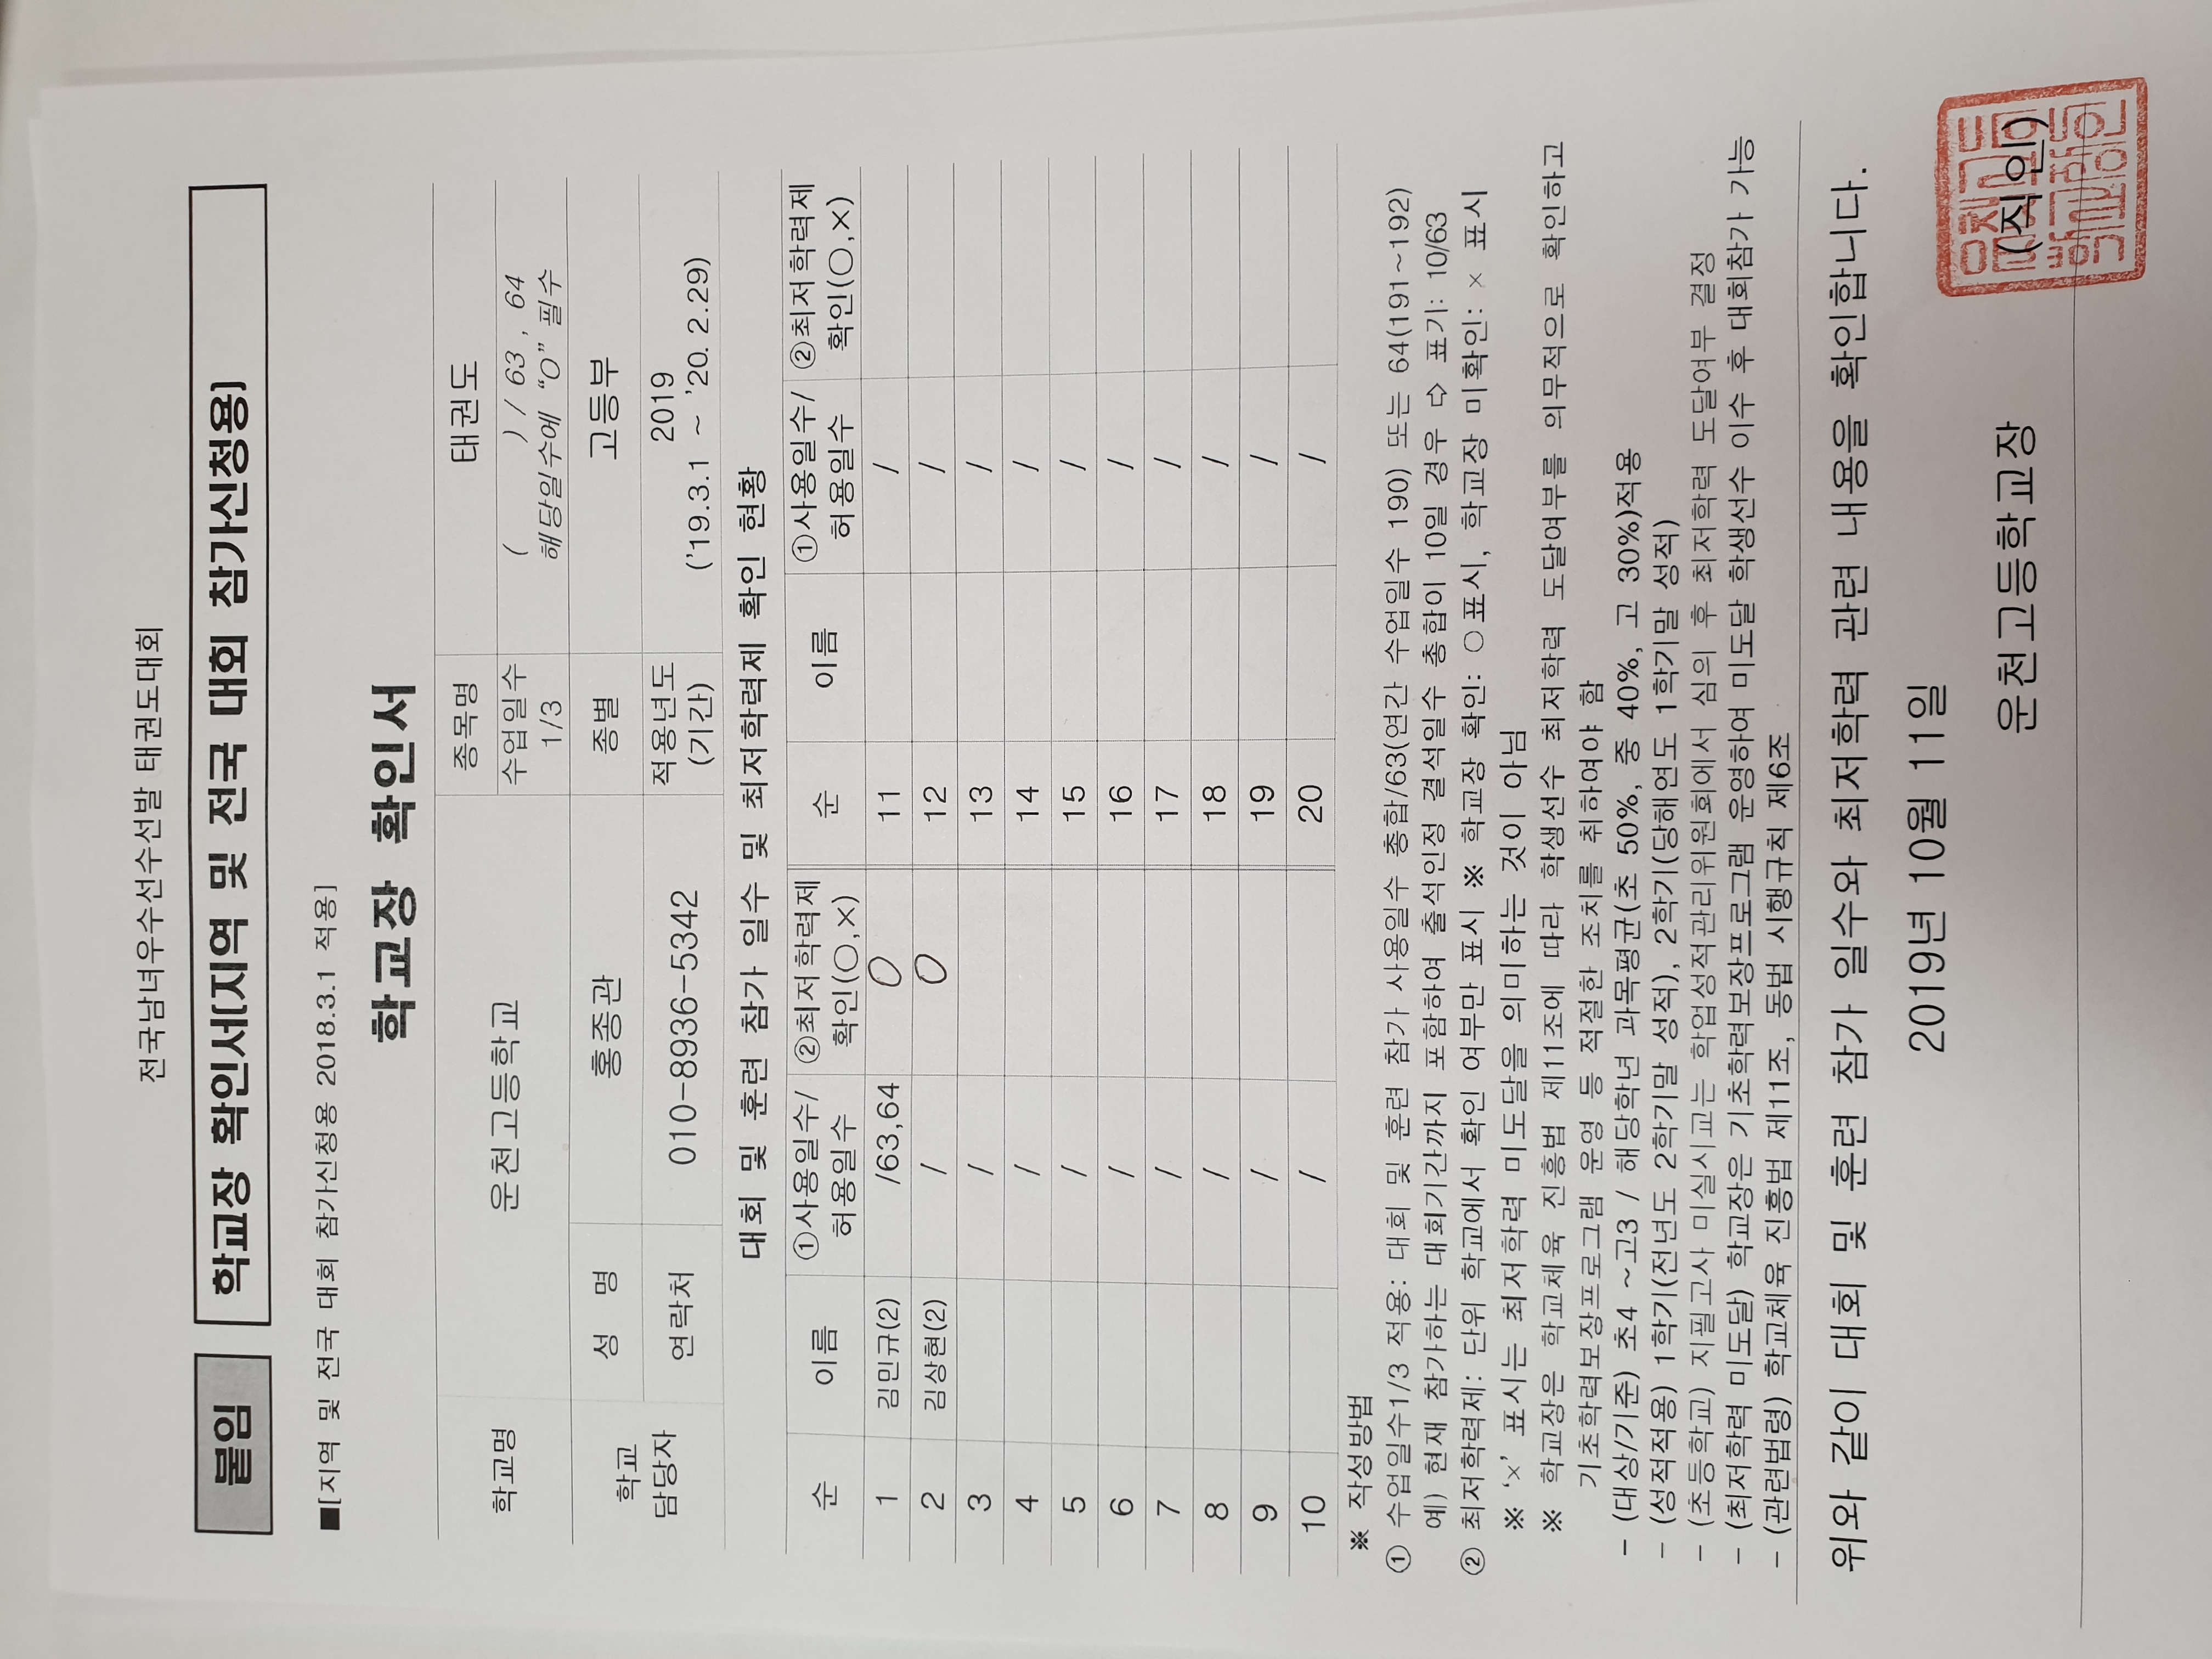 전국남녀우수선수선발 태권도대회
붙임 학교장 확인서(지역 및 전국 대회 참가신청용)
■[지역 및 전국 대회 참가신청용 2018.3.1 적용]
학교장 확인서
학교명 운천고등학교 종목명 태권도
수업일수 1/3 ( ) / 63 , 64
해당일수에 “O” 필수
학교 담당자 성 명 홍종관 종별 고등부
연락처 010-8936-5342 적용년도 (기간) 2019
('19.3.1 ~ '20. 2.29)
대회 및 훈련 참가 일수 및 최저학력제 확인 현황
순 이름 ①사용일수/허용일수 ②최저학력제 확인(○,×) 순 이름 ①사용일수/허용일수 ②최저학력제 확인(○,×)
1 김민규(2) /63,64 O 11 /
2 김상현(2) / O 12 /
3 / 13 /
4 / 14 /
5 / 15 /
6 / 16 /
7 / 17 /
8 / 18 /
9 / 19 /
10 / 20 /
※ 작성방법
① 수업일수1/3 적용: 대회 및 훈련 참가 사용일수 총합/63(연간 수업일수 190) 또는 64(191~192)
예) 현재 참가하는 대회기간까지 포함하여 출석인정 결석일수 총합이 10일 경우 ⇨ 표기: 10/63
② 최저학력제: 단위 학교에서 확인 여부만 표시 ※ 학교장 확인: ○표시, 학교장 미확인: × 표시
※ ‘×’ 표시는 최저학력 미도달을 의미하는 것이 아님
※ 학교장은 학교체육 진흥법 제11조에 따라 학생선수 최저학력 도달여부를 의무적으로 확인하고
기초학력보장프로그램 운영 등 적절한 조치를 취하여야 함
- (대상/기준) 초4 ~고3 / 해당학년 과목평균(초 50%, 중 40%, 고 30%)적용
- (성적적용) 1학기(전년도 2학기말 성적), 2학기(당해연도 1학기말 성적)
- (초등학교) 지필고사 미실시교는 학업성적관리위원회에서 심의 후 최저학력 도달여부 결정
- (최저학력 미도달) 학교장은 기초학력보장프로그램 운영하여 미도달 학생선수 이수 후 대회참가 가능
- (관련법령) 학교체육 진흥법 제11조, 동법 시행규칙 제6조
위와 같이 대회 및 훈련 참가 일수와 최저학력 관련 내용을 확인합니다.
2019년 10월 11일
운천고등학교장 (직인)